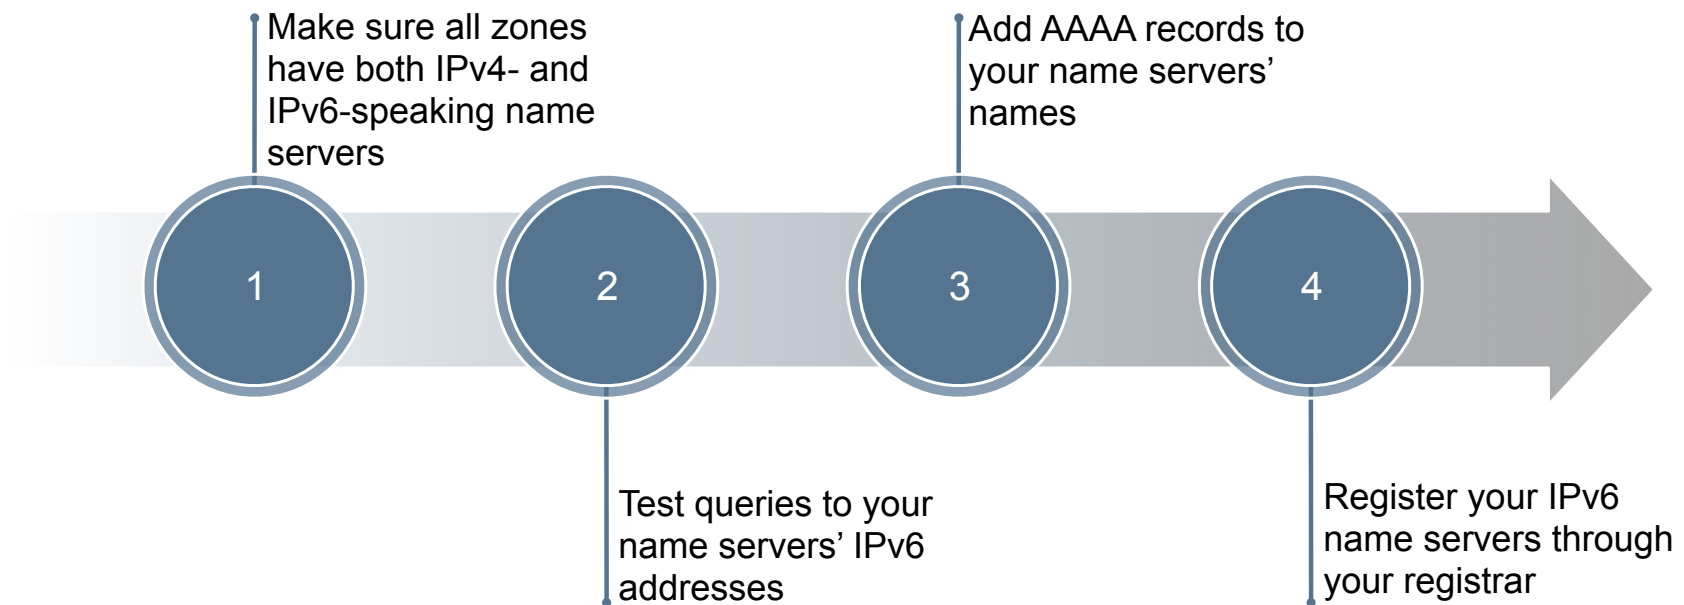 Make sure all zones
have both IPv4- and
IPv6-speaking name
servers
Add AAAA records to
your name servers’
names
1
2
3
4
Test queries to your
name servers’ IPv6
addresses
Register your IPv6
name servers through
your registrar